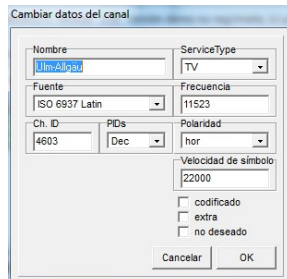 Cambiar datos del canal
Nombre
ServiceType
Ulm-Allgau
TV
Fuente
Frecuencia
ISO 6937 Latin
11523
Ch. ID
PIDs
Polaridad
4603
Dec
hor
Velocidad de símbolo
22000
codificado
extra
no deseado
Cancelar
OK